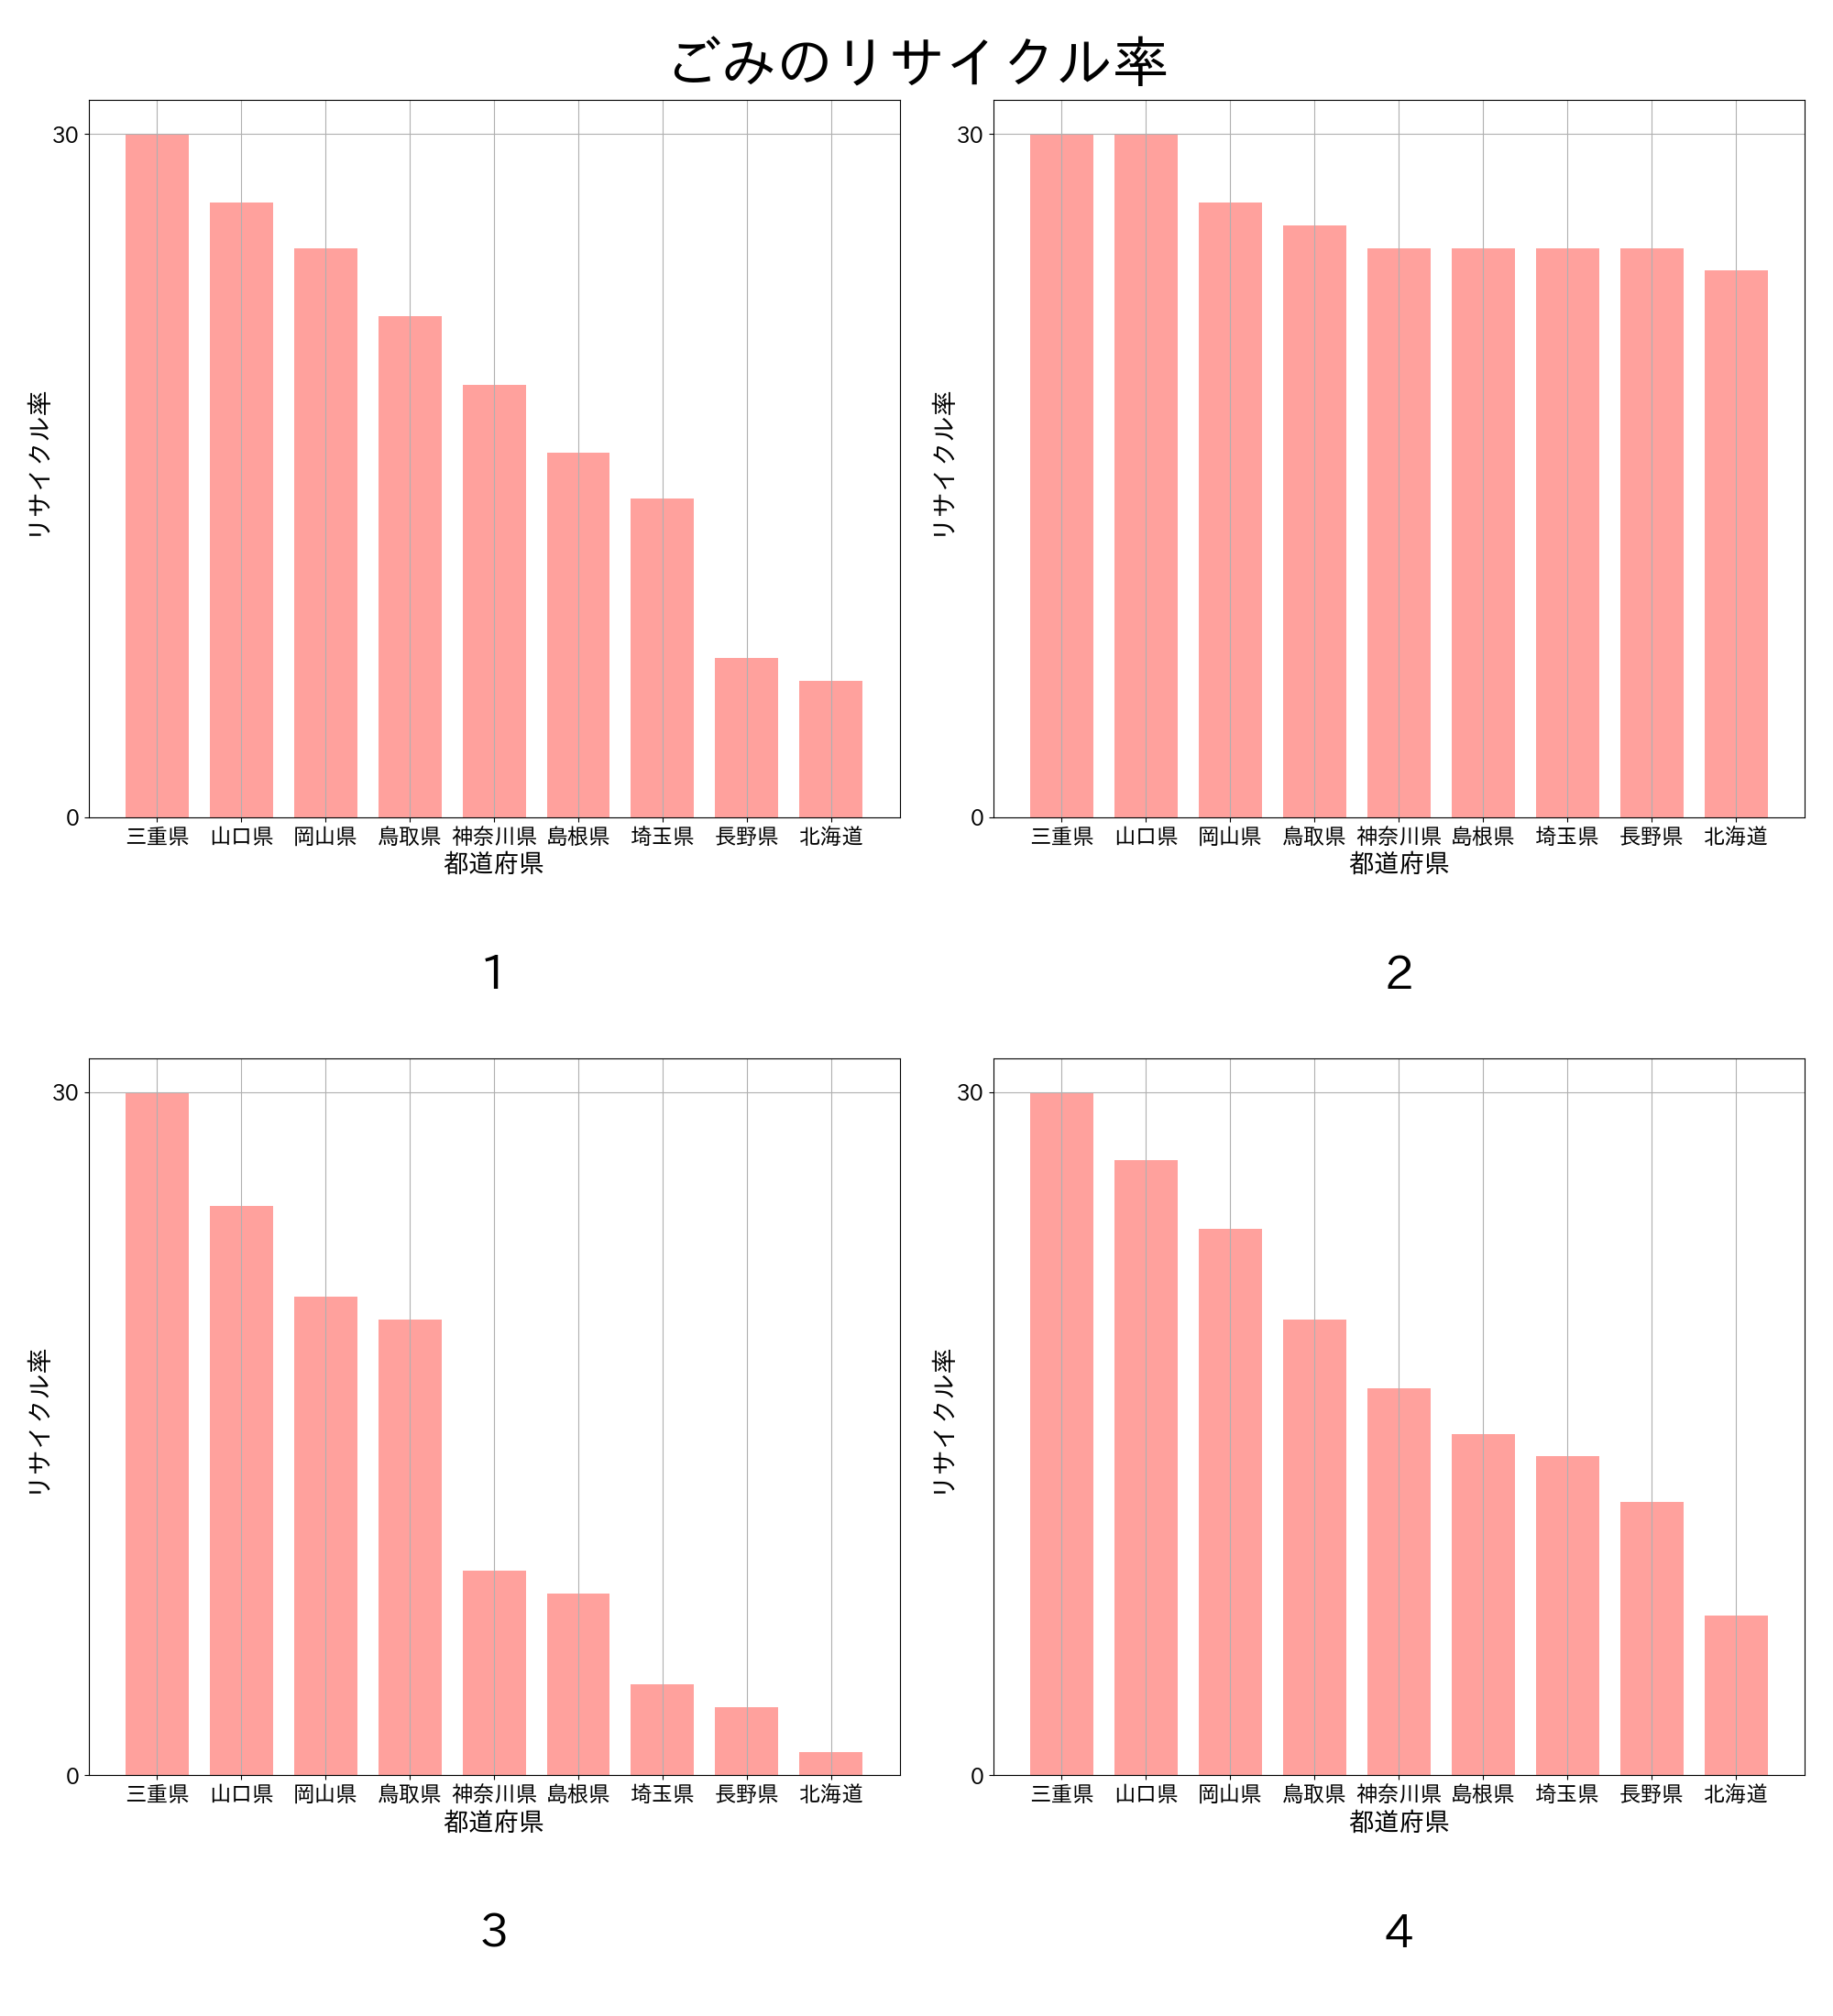 ごみのリサイクル率
30
0
リサイクル率
三重県 山口県 岡山県 鳥取県 神奈川県 島根県 埼玉県 長野県 北海道
都道府県
1
30
0
リサイクル率
三重県 山口県 岡山県 鳥取県 神奈川県 島根県 埼玉県 長野県 北海道
都道府県
2
30
0
リサイクル率
三重県 山口県 岡山県 鳥取県 神奈川県 島根県 埼玉県 長野県 北海道
都道府県
3
30
0
リサイクル率
三重県 山口県 岡山県 鳥取県 神奈川県 島根県 埼玉県 長野県 北海道
都道府県
4